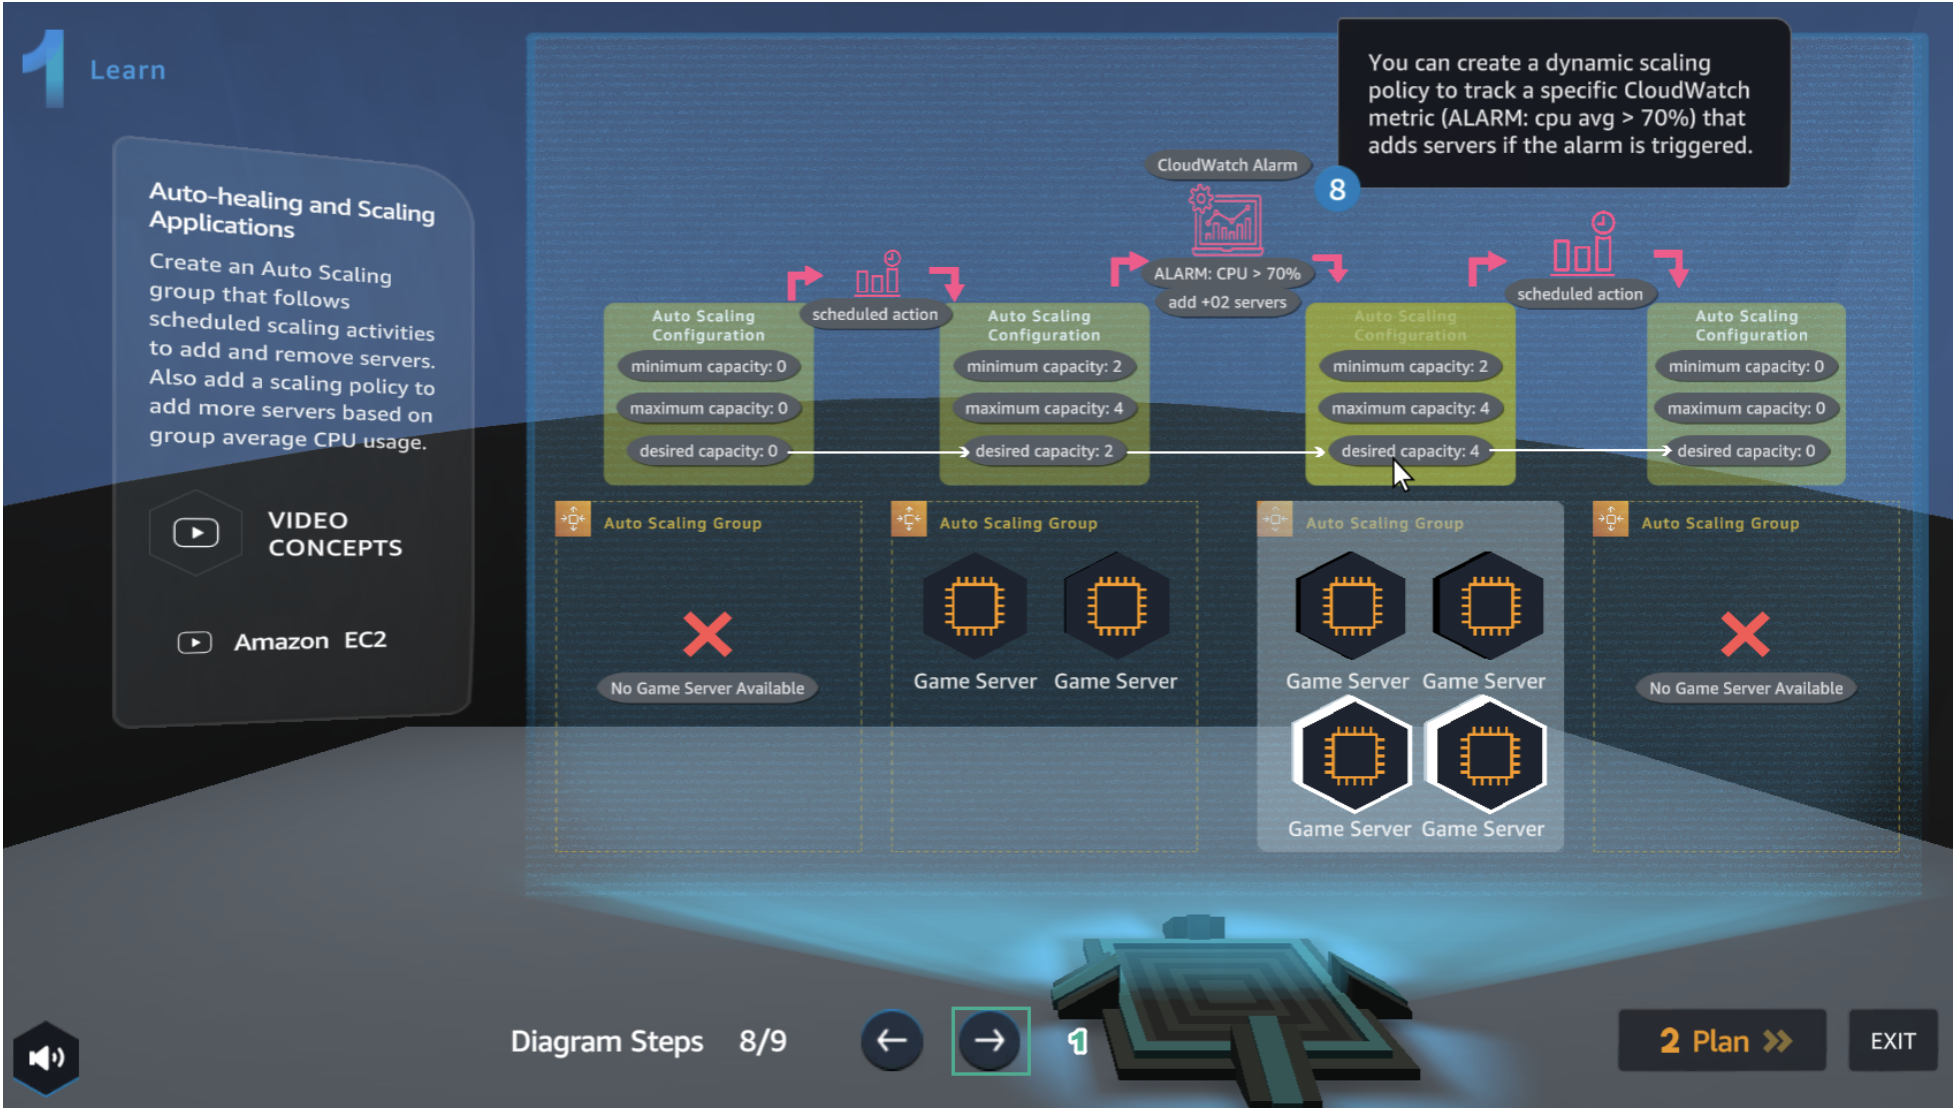 1 Learn
You can create a dynamic scaling
policy to track a specific CloudWatch
metric (ALARM: cpu avg > 70%) that
adds servers if the alarm is triggered.
8
Auto-healing and Scaling
Applications
Create an Auto Scaling
group that follows
scheduled scaling activities
to add and remove servers.
Also add a scaling policy to
add more servers based on
group average CPU usage.
VIDEO
CONCEPTS
Amazon EC2
CloudWatch Alarm
ALARM: CPU > 70%
add +02 servers
scheduled action
scheduled action
Auto Scaling
Configuration
minimum capacity: 0
maximum capacity: 0
desired capacity: 0
Auto Scaling
Configuration
minimum capacity: 2
maximum capacity: 4
desired capacity: 2
Auto Scaling
Configuration
minimum capacity: 2
maximum capacity: 4
desired capacity: 4
Auto Scaling
Configuration
minimum capacity: 0
maximum capacity: 0
desired capacity: 0
Auto Scaling Group
No Game Server Available
Auto Scaling Group
Game Server Game Server
Auto Scaling Group
Game Server Game Server
Game Server Game Server
Auto Scaling Group
No Game Server Available
Diagram Steps 8/9
1
2 Plan
EXIT